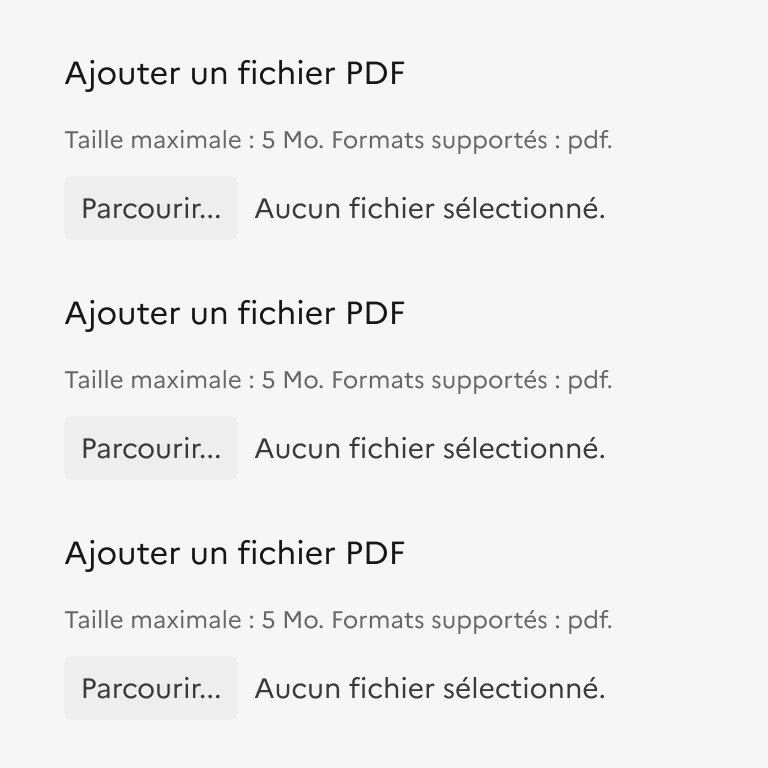 Ajouter un fichier PDF
Taille maximale : 5 Mo. Formats supportés : pdf.
Parcourir... Aucun fichier sélectionné.
Ajouter un fichier PDF
Taille maximale : 5 Mo. Formats supportés : pdf.
Parcourir... Aucun fichier sélectionné.
Ajouter un fichier PDF
Taille maximale : 5 Mo. Formats supportés : pdf.
Parcourir... Aucun fichier sélectionné.